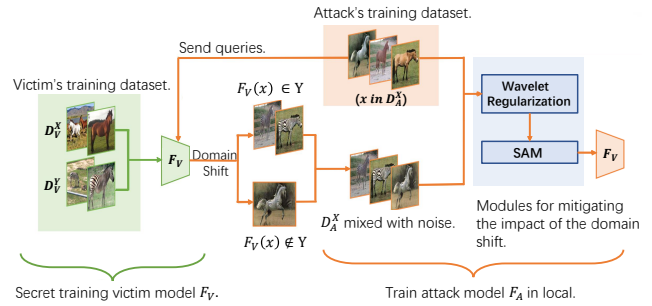 Attack's training dataset.
Send queries.
Victim's training dataset.
(x in D_A^X)
F_V(x) ∈ Y
Wavelet
Regularization
D_V^X
F_V
Domain
Shift
D_V^Y
SAM
F_V
D_A^X mixed with noise.
F_V(x) ∉ Y
Modules for mitigating
the impact of the domain
shift.
Secret training victim model F_V.
Train attack model F_A in local.